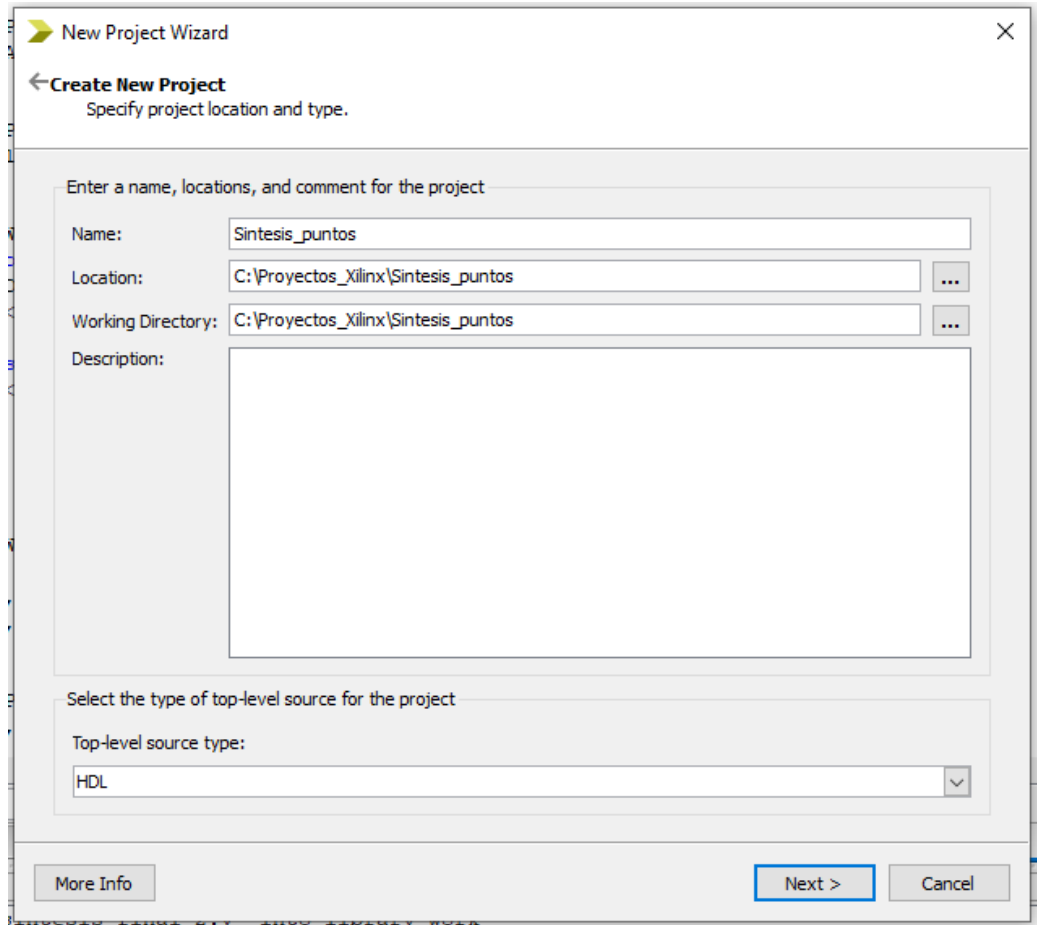 New Project Wizard
Create New Project
Specify project location and type.
Enter a name, locations, and comment for the project
Name:
Sintesis_puntos
Location:
C:\Proyectos_Xilinx\Sintesis_puntos
...
Working Directory:
C:\Proyectos_Xilinx\Sintesis_puntos
...
Description:
Select the type of top-level source for the project
Top-level source type:
HDL
More Info
Next >
Cancel